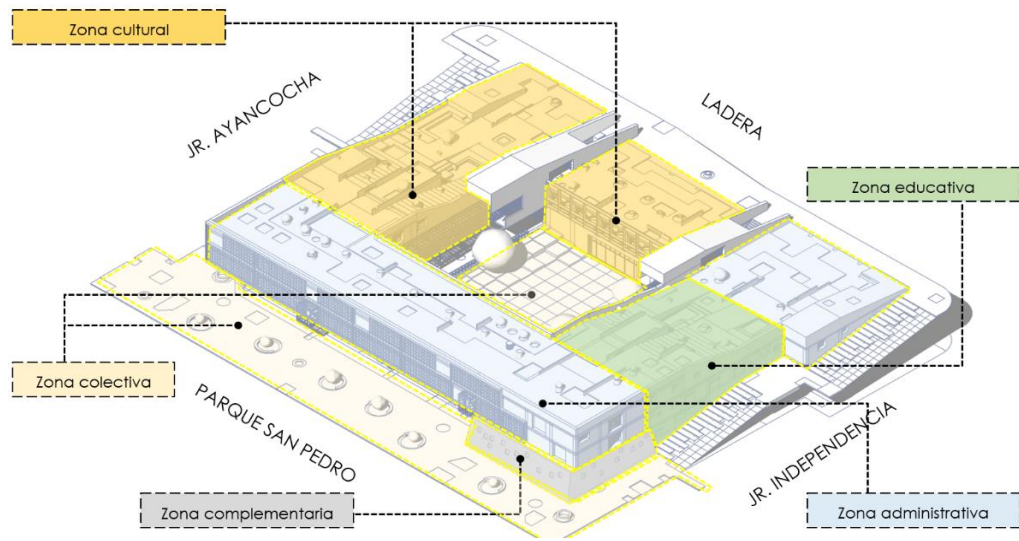 Zona cultural
JR. AYANCOCHA
LADERA
Zona educativa
Zona colectiva
PARQUE SAN PEDRO
JR. INDEPENDENCIA
Zona complementaria
Zona administrativa